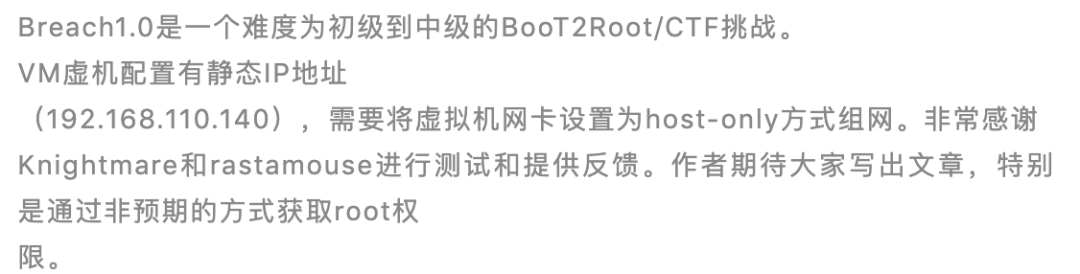 Breach1.0是一个难度为初级到中级的BooT2Root/CTF挑战。
VM虚机配置有静态IP地址
（192.168.110.140），需要将虚拟机网卡设置为host-only方式组网。非常感谢
Knightmare和rastamouse进行测试和提供反馈。作者期待大家写出文章，特别
是通过非预期的方式获取root权
限。